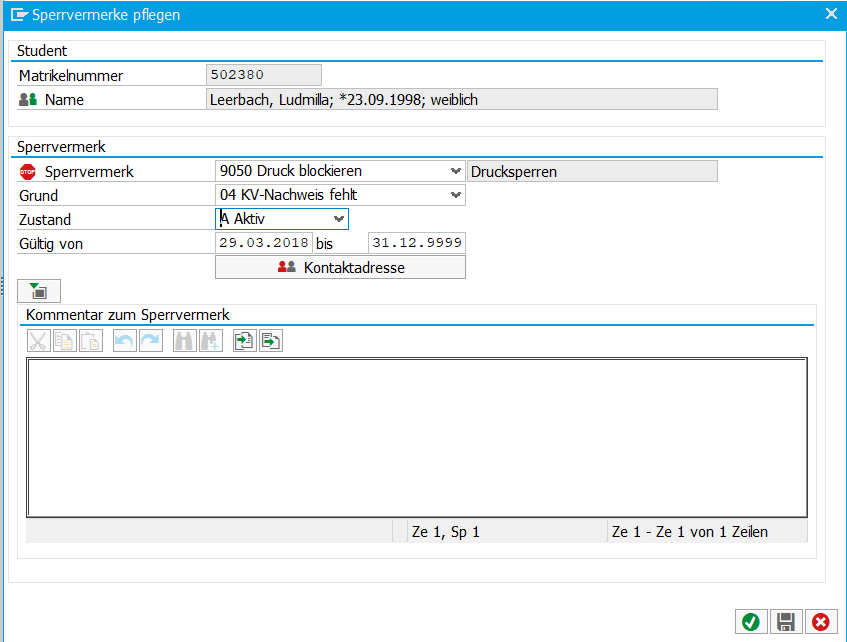 Sperrvermerke pflegen
Student
Matrikelnummer 502380
Name Leerbach, Ludmilla; *23.09.1998; weiblich
Sperrvermerk
STOP Sperrvermerk 9050 Druck blockieren Drucksperren
Grund 04 KV-Nachweis fehlt
Zustand A Aktiv
Gültig von 29.03.2018 bis 31.12.9999
Kontaktadresse
Kommentar zum Sperrvermerk
Ze 1, Sp 1 Ze 1 - Ze 1 von 1 Zeilen